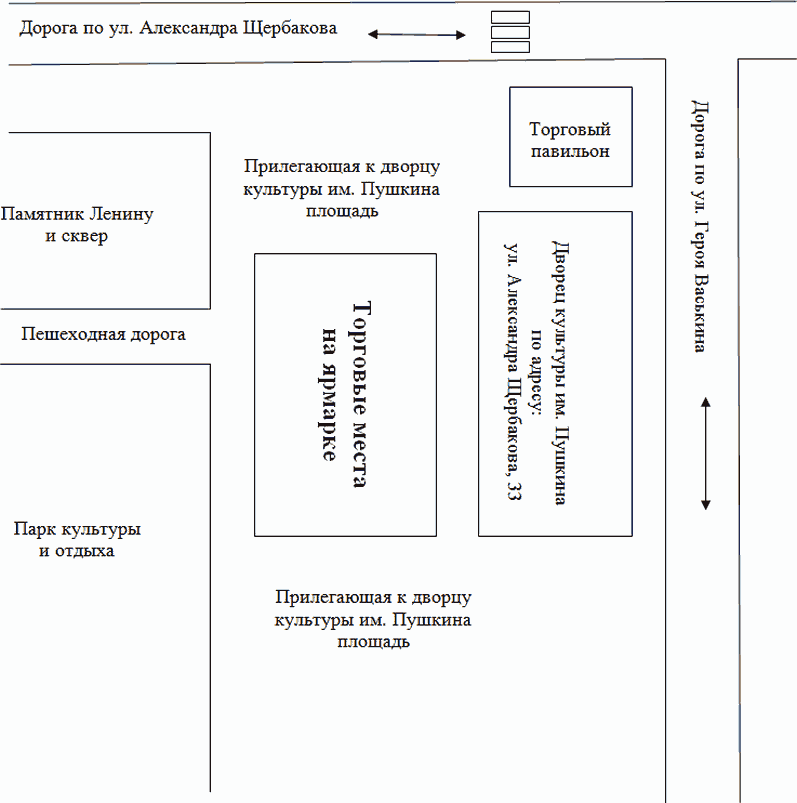 Дорога по ул. Александра Щербакова
Торговый
павильон
Дорога по ул. Героя Васькина
Прилегающая к дворцу
культуры им. Пушкина
площадь
Памятник Ленину
и сквер
Пешеходная дорога
Торговые места
на ярмарке
Дворец культуры им. Пушкина
по адресу:
ул. Александра Щербакова, 33
Парк культуры
и отдыха
Прилегающая к дворцу
культуры им. Пушкина
площадь